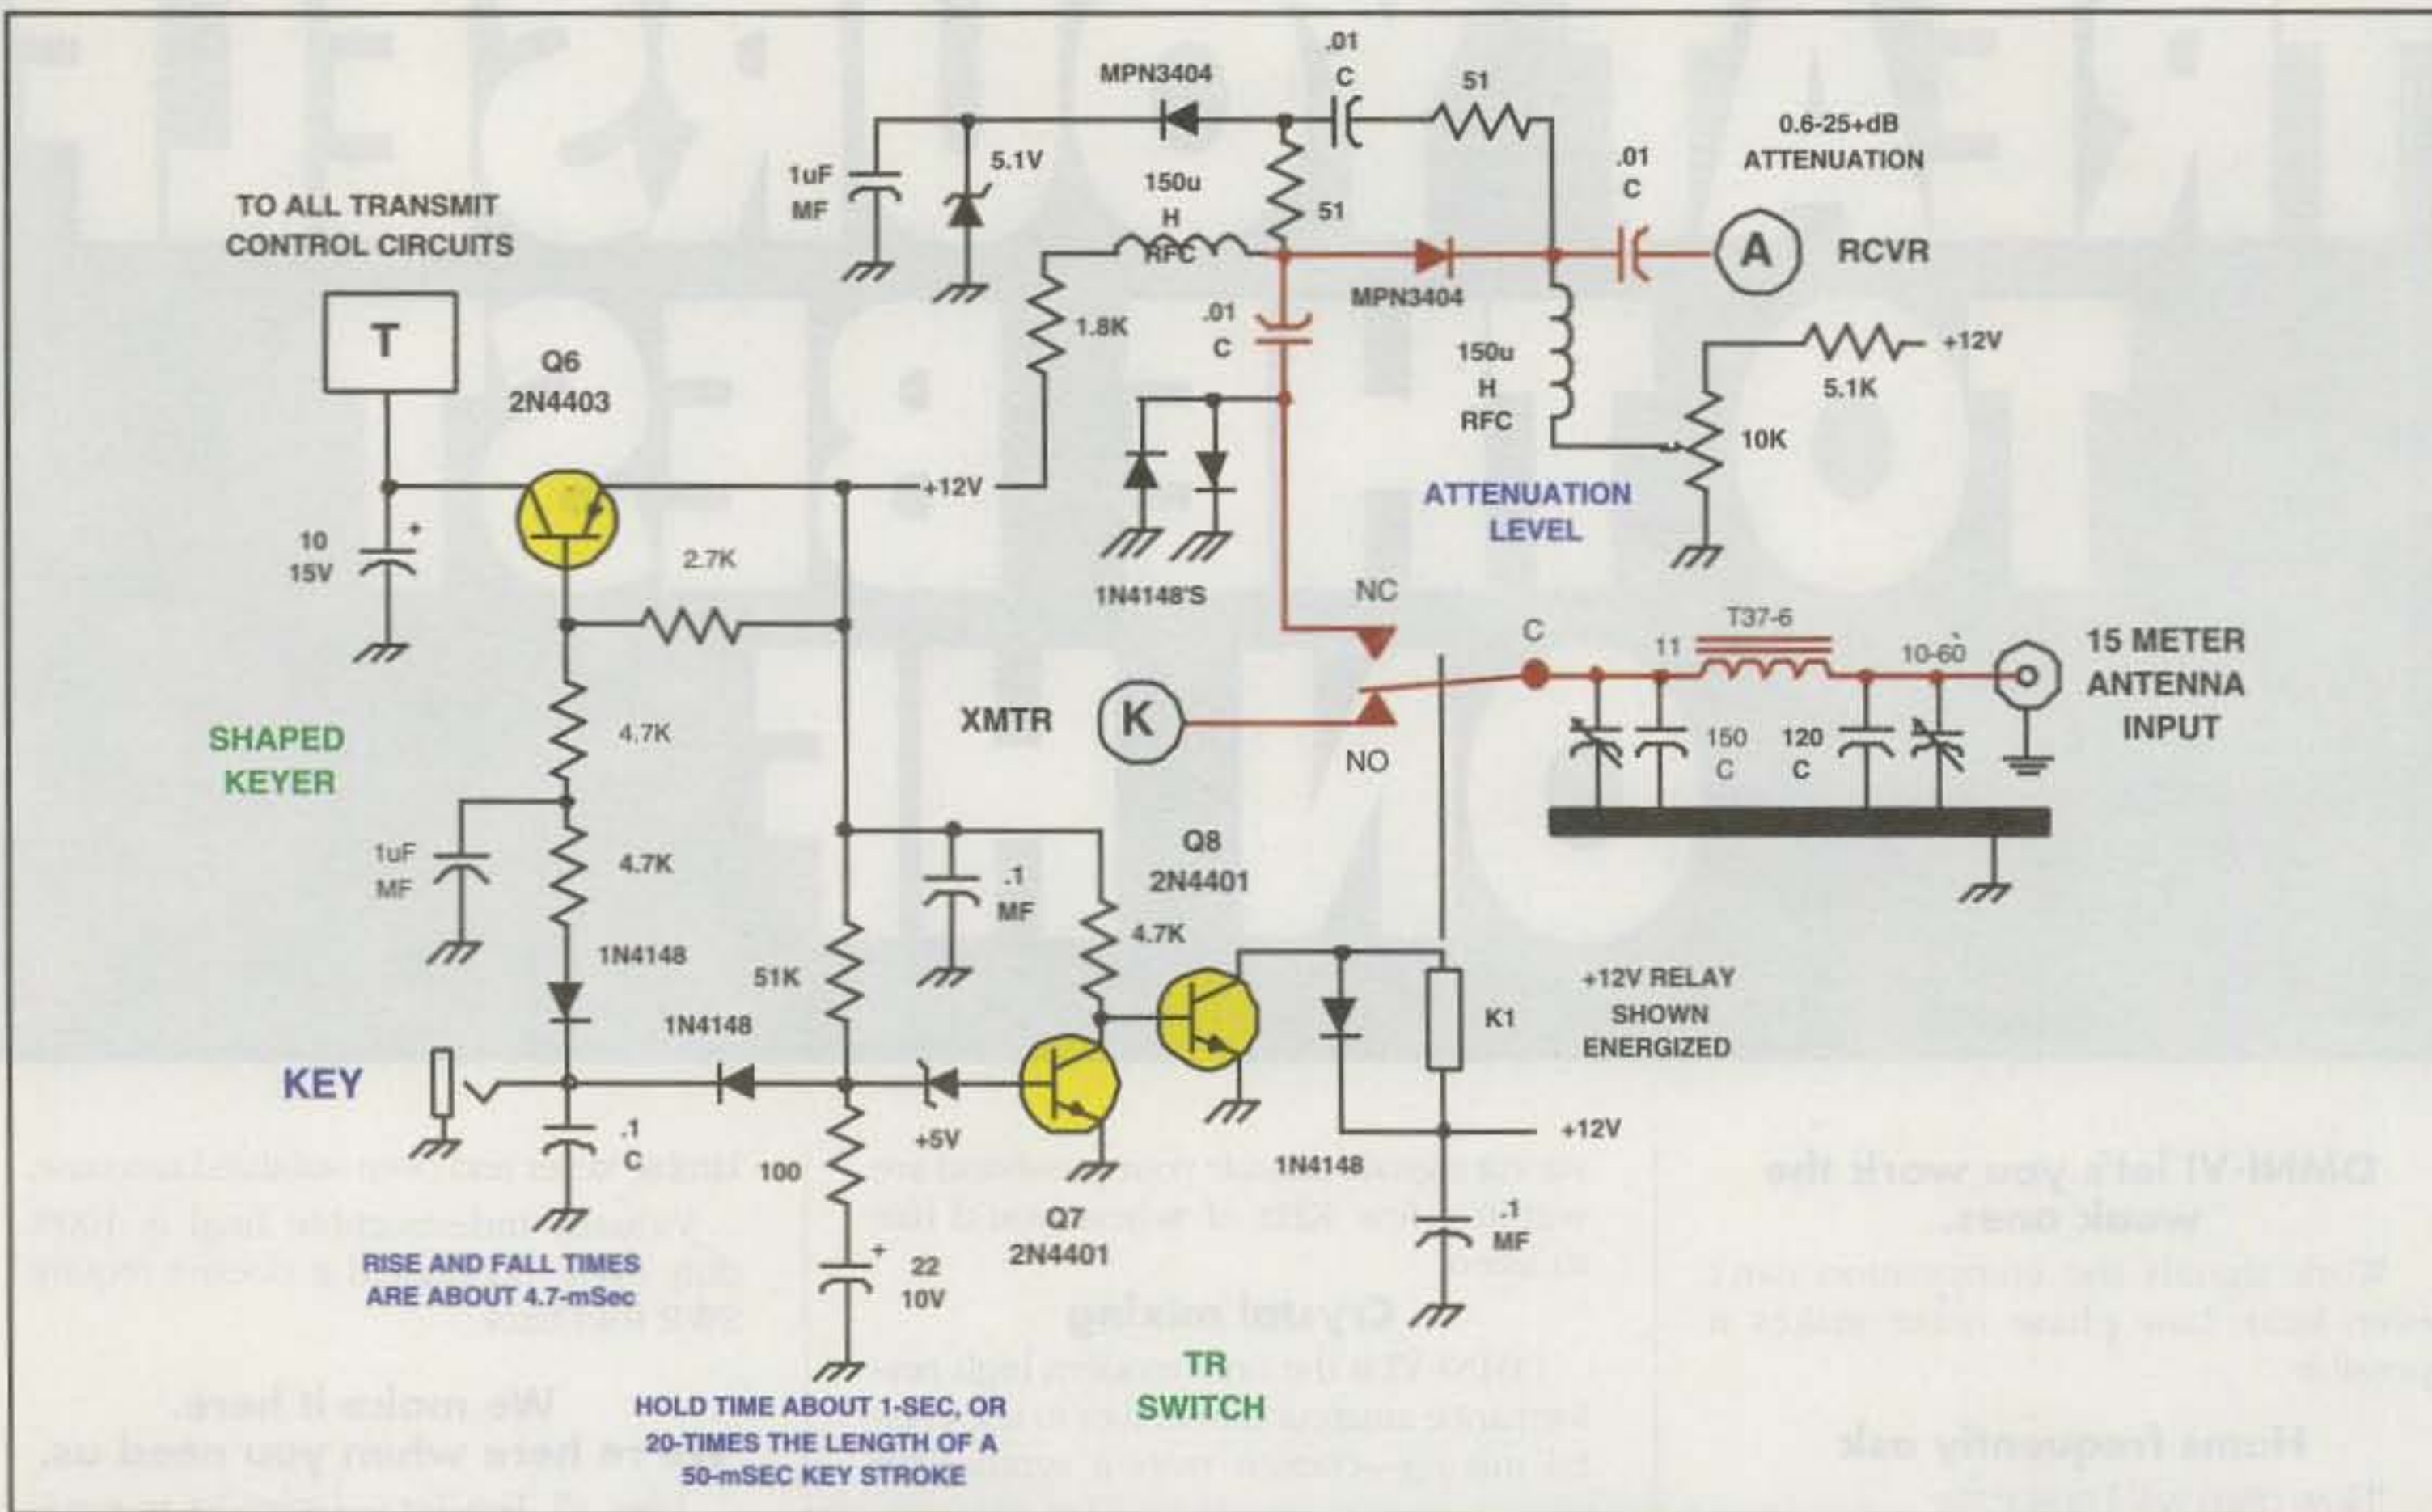 MPN3404
.01
C
51
0.6-25+dB
ATTENUATION
1uF
MF
5.1V
150u
H
RFC
51
.01
C
A
RCVR
TO ALL TRANSMIT
CONTROL CIRCUITS
T
Q6
2N4403
1.8K
.01
C
MPN3404
150u
H
RFC
+12V
5.1K
10K
ATTENUATION
LEVEL
+12V
10
15V
+
2.7K
1N4148'S
NC
C
11
T37-6
10-60
15 METER
ANTENNA
INPUT
SHAPED
KEYER
4.7K
XMTR
K
NO
150
C
120
C
1uF
MF
4.7K
.1
MF
Q8
2N4401
4.7K
1N4148
51K
1N4148
K1
+12V RELAY
SHOWN
ENERGIZED
KEY
.1
C
100
+5V
1N4148
+12V
Q7
2N4401
+
22
10V
.1
MF
RISE AND FALL TIMES
ARE ABOUT 4.7-mSec
TR
SWITCH
HOLD TIME ABOUT 1-SEC, OR
20-TIMES THE LENGTH OF A
50-mSEC KEY STROKE